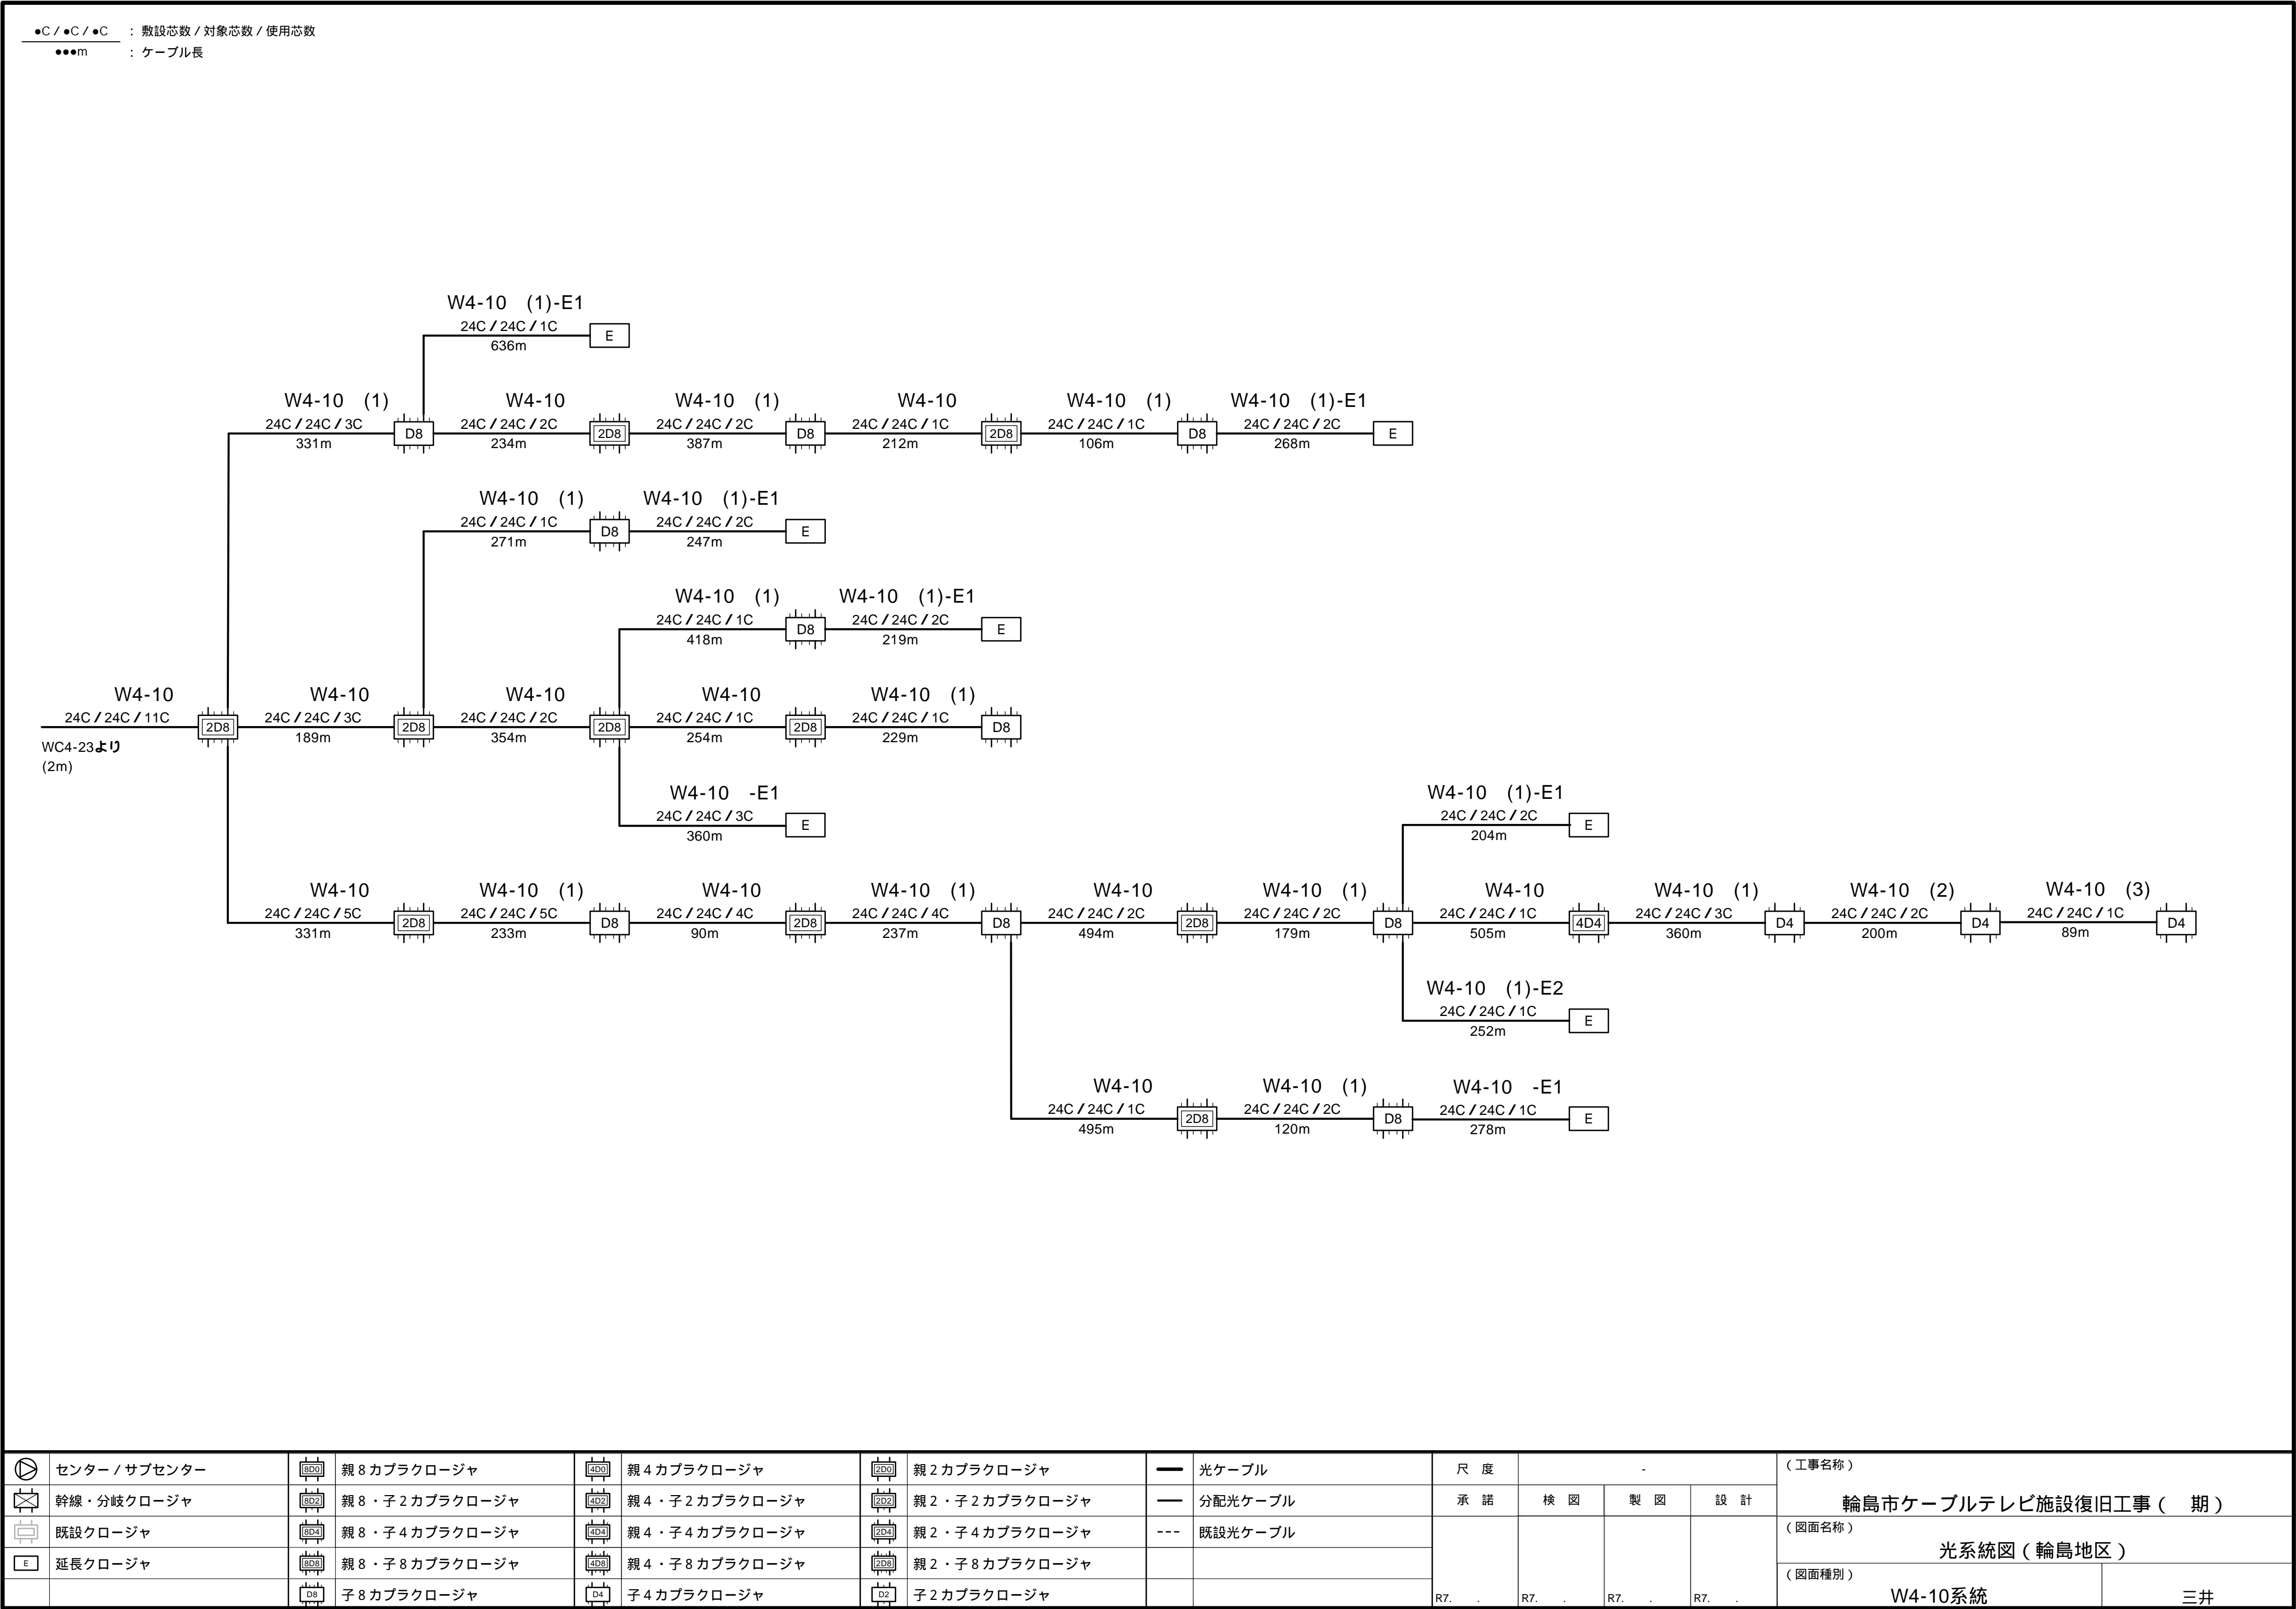 ●C / ●C / ●C : 敷設芯数 / 対象芯数 / 使用芯数
●●●m : ケーブル長
W4-10 (1)-E1
24C / 24C / 1C
E
636m
W4-10 (1) W4-10 W4-10 (1) W4-10 W4-10 (1) W4-10 (1)-E1
24C / 24C / 3C 24C / 24C / 2C 24C / 24C / 2C 24C / 24C / 1C 24C / 24C / 1C 24C / 24C / 2C
D8 2D8 D8 2D8 D8 E
331m 234m 387m 212m 106m 268m
W4-10 (1) W4-10 (1)-E1
24C / 24C / 1C 24C / 24C / 2C
D8 E
271m 247m
W4-10 (1) W4-10 (1)-E1
24C / 24C / 1C 24C / 24C / 2C
D8 E
418m 219m
W4-10 W4-10 W4-10 W4-10 W4-10 (1)
24C / 24C / 11C 24C / 24C / 3C 24C / 24C / 2C 24C / 24C / 1C 24C / 24C / 1C
2D8 2D8 2D8 2D8 D8
189m 354m 254m 229m
WC4-23より
(2m)
W4-10 -E1 W4-10 (1)-E1
24C / 24C / 3C 24C / 24C / 2C
E E
360m 204m
W4-10 W4-10 (1) W4-10 W4-10 (1) W4-10 W4-10 (1) W4-10 W4-10 (1) W4-10 (2) W4-10 (3)
24C / 24C / 5C 24C / 24C / 5C 24C / 24C / 4C 24C / 24C / 4C 24C / 24C / 2C 24C / 24C / 2C 24C / 24C / 1C 24C / 24C / 3C 24C / 24C / 2C 24C / 24C / 1C
2D8 D8 2D8 D8 2D8 D8 4D4 D4 D4 D4
331m 233m 90m 237m 494m 179m 505m 360m 200m 89m
W4-10 (1)-E2
24C / 24C / 1C
E
252m
W4-10 W4-10 (1) W4-10 -E1
24C / 24C / 1C 24C / 24C / 2C 24C / 24C / 1C
2D8 D8 E
495m 120m 278m
センター / サブセンター 8D0 親8カプラクロージャ 4D0 親4カプラクロージャ 2D0 親2カプラクロージャ 光ケーブル 尺 度 - (工事名称)
幹線・分岐クロージャ 8D2 親8・子2カプラクロージャ 4D2 親4・子2カプラクロージャ 2D2 親2・子2カプラクロージャ 分配光ケーブル 承 諾 検 図 製 図 設 計 輪島市ケーブルテレビ施設復旧工事( 期)
既設クロージャ 8D4 親8・子4カプラクロージャ 4D4 親4・子4カプラクロージャ 2D4 親2・子4カプラクロージャ 既設光ケーブル (図面名称)
光系統図(輪島地区)
E 延長クロージャ 8D8 親8・子8カプラクロージャ 4D8 親4・子8カプラクロージャ 2D8 親2・子8カプラクロージャ (図面種別)
D8 子8カプラクロージャ D4 子4カプラクロージャ D2 子2カプラクロージャ R7. . R7. . R7. . R7. . W4-10系統 三井